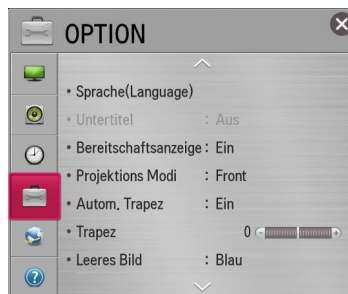 OPTION
• Sprache(Language)
• Untertitel : Aus
• Bereitschaftsanzeige : Ein
• Projektions Modi : Front
• Autom. Trapez : Ein
• Trapez 0
• Leeres Bild : Blau